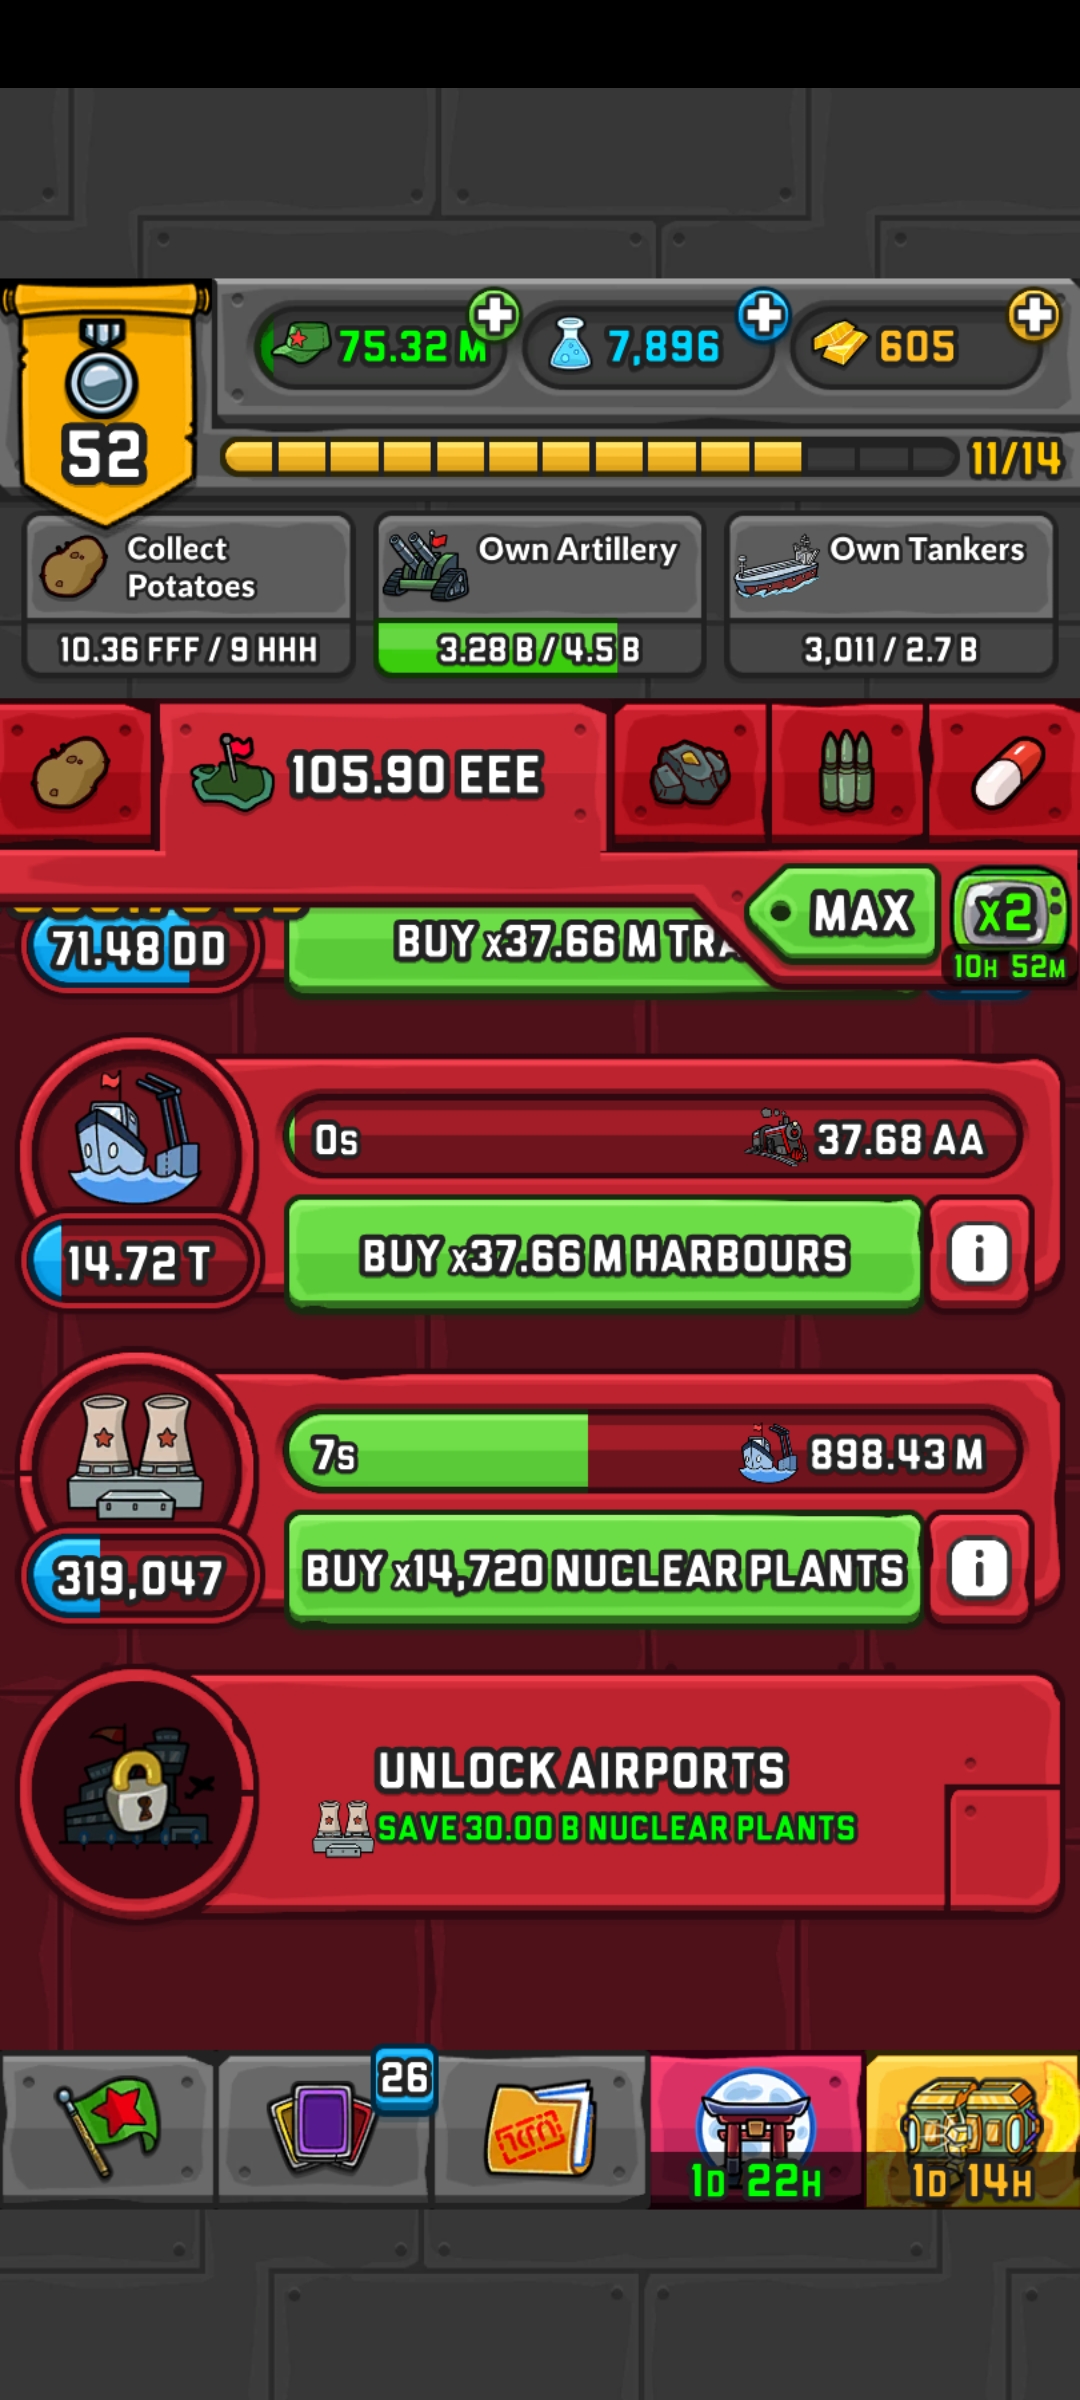 75.32 M
7,896
605
52
11/14
Collect
Potatoes
10.36 FFF / 9 HHH
Own Artillery
3.28 B / 4.5 B
Own Tankers
3,011 / 2.7 B
105.90 EEE
MAX
x2
10H 52M
71.48 DD
BUY x37.66 M TRA
0s
37.68 AA
14.72 T
BUY x37.66 M HARBOURS
i
7s
898.43 M
319,047
BUY x14,720 NUCLEAR PLANTS
i
UNLOCK AIRPORTS
SAVE 30.00 B NUCLEAR PLANTS
26
1D 22H
1D 14H